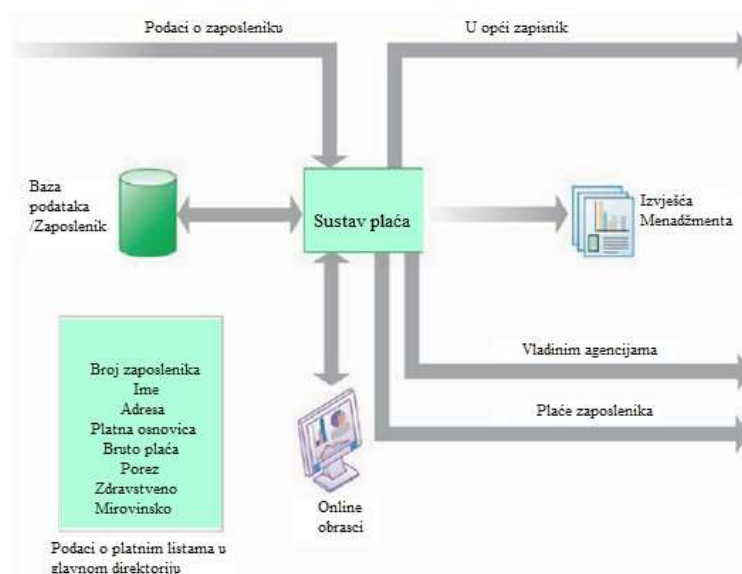 Podaci o zaposleniku
U opći zapisnik
Baza
podataka
/Zaposlenik
Sustav plaća
Izvješća
Menadžmenta
Vladinim agencijama
Plaće zaposlenika
Broj zaposlenika
Ime
Adresa
Platna osnovica
Bruto plaća
Porez
Zdravstveno
Mirovinsko
Online
obrasci
Podaci o platnim listama u
glavnom direktoriju